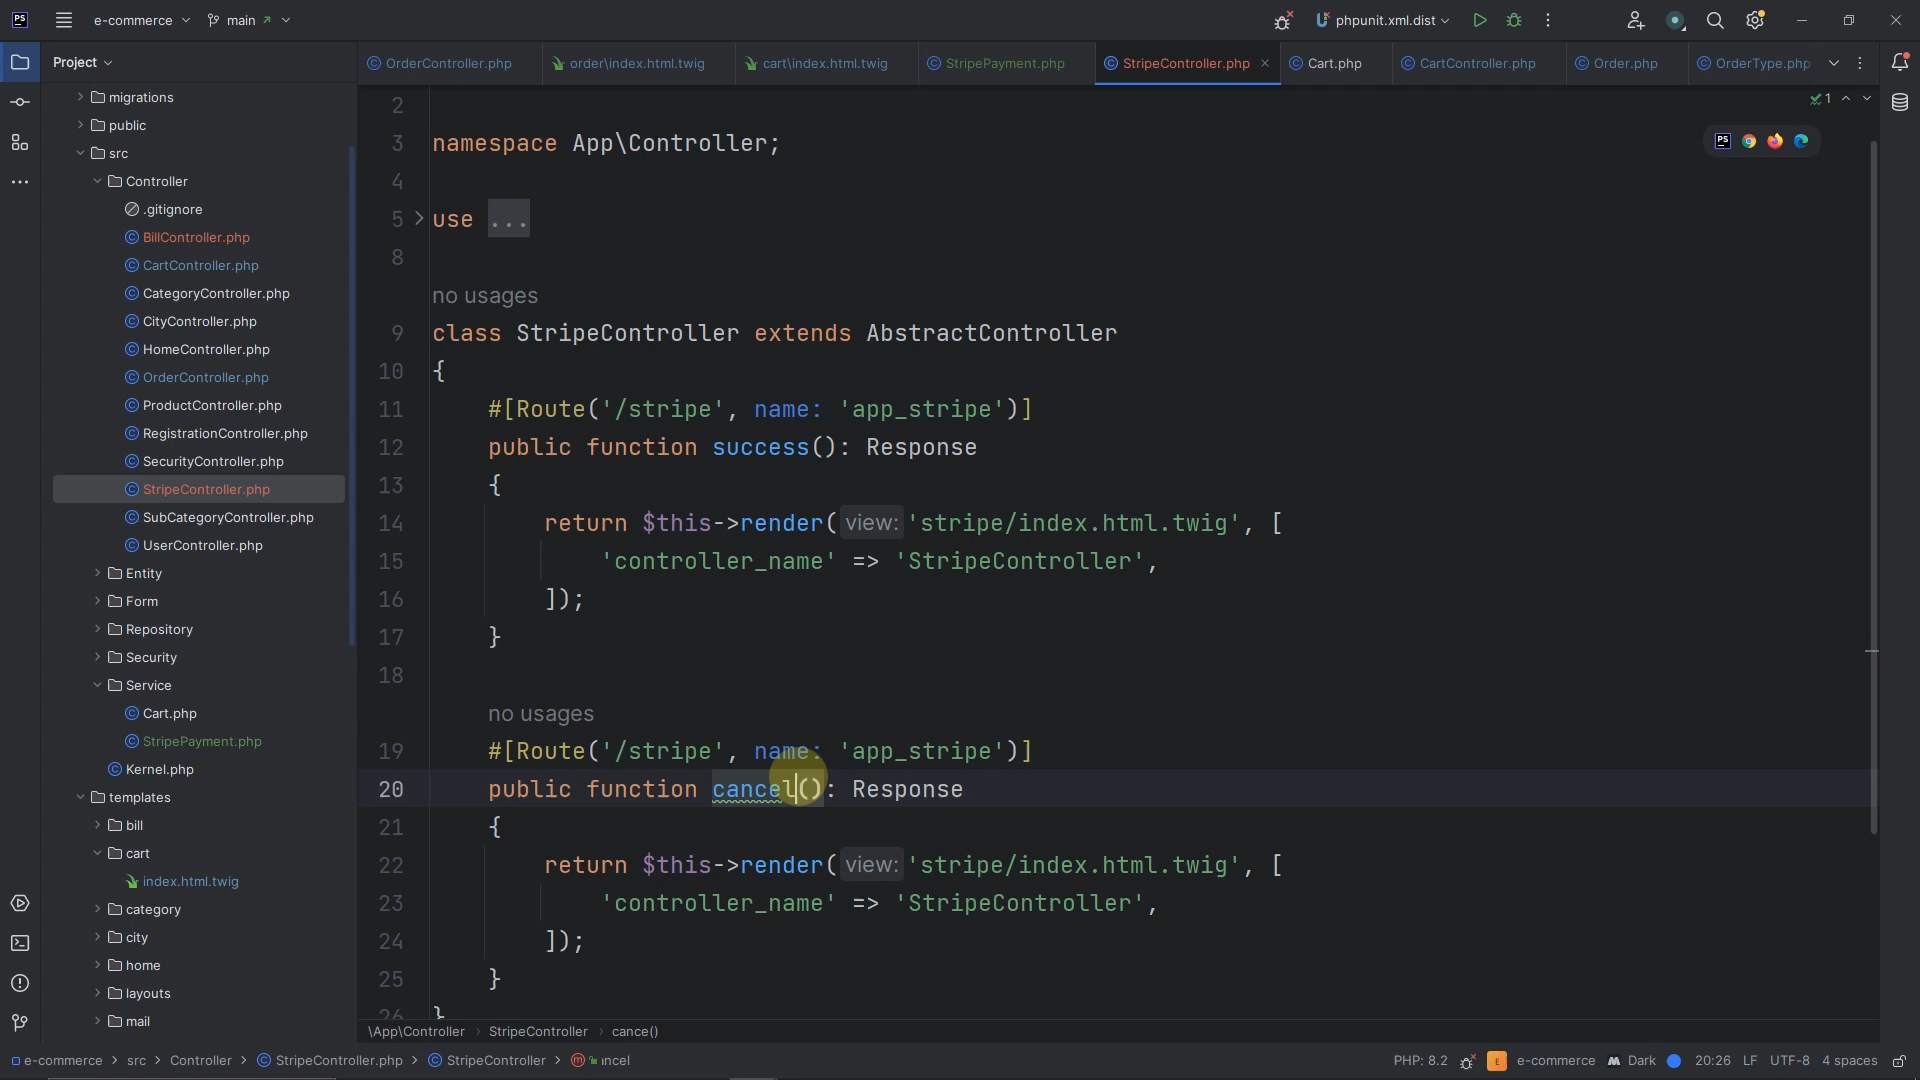 PS
e-commerce
main
phpunit.xml.dist
Project
OrderController.php
order\index.html.twig
cart\index.html.twig
StripePayment.php
StripeController.php
Cart.php
CartController.php
Order.php
OrderType.php
migrations
public
src
Controller
.gitignore
BillController.php
CartController.php
CategoryController.php
CityController.php
HomeController.php
OrderController.php
ProductController.php
RegistrationController.php
SecurityController.php
StripeController.php
SubCategoryController.php
UserController.php
Entity
Form
Repository
Security
Service
Cart.php
StripePayment.php
Kernel.php
templates
bill
cart
index.html.twig
category
city
home
layouts
mail
1
PS
2
3 namespace App\Controller;
4
5 use ...
8
no usages
9 class StripeController extends AbstractController
10 {
11 #[Route('/stripe', name: 'app_stripe')]
12 public function success(): Response
13 {
14 return $this->render( view: 'stripe/index.html.twig', [
15 'controller_name' => 'StripeController',
16 ]);
17 }
18
no usages
19 #[Route('/stripe', name: 'app_stripe')]
20 public function cancel(): Response
21 {
22 return $this->render( view: 'stripe/index.html.twig', [
23 'controller_name' => 'StripeController',
24 ]);
25 }
26 }
\App\Controller > StripeController > cance()
e-commerce > src > Controller > StripeController.php > StripeController > m ancel
PHP: 8.2
E e-commerce
Dark
20:26 LF UTF-8 4 spaces